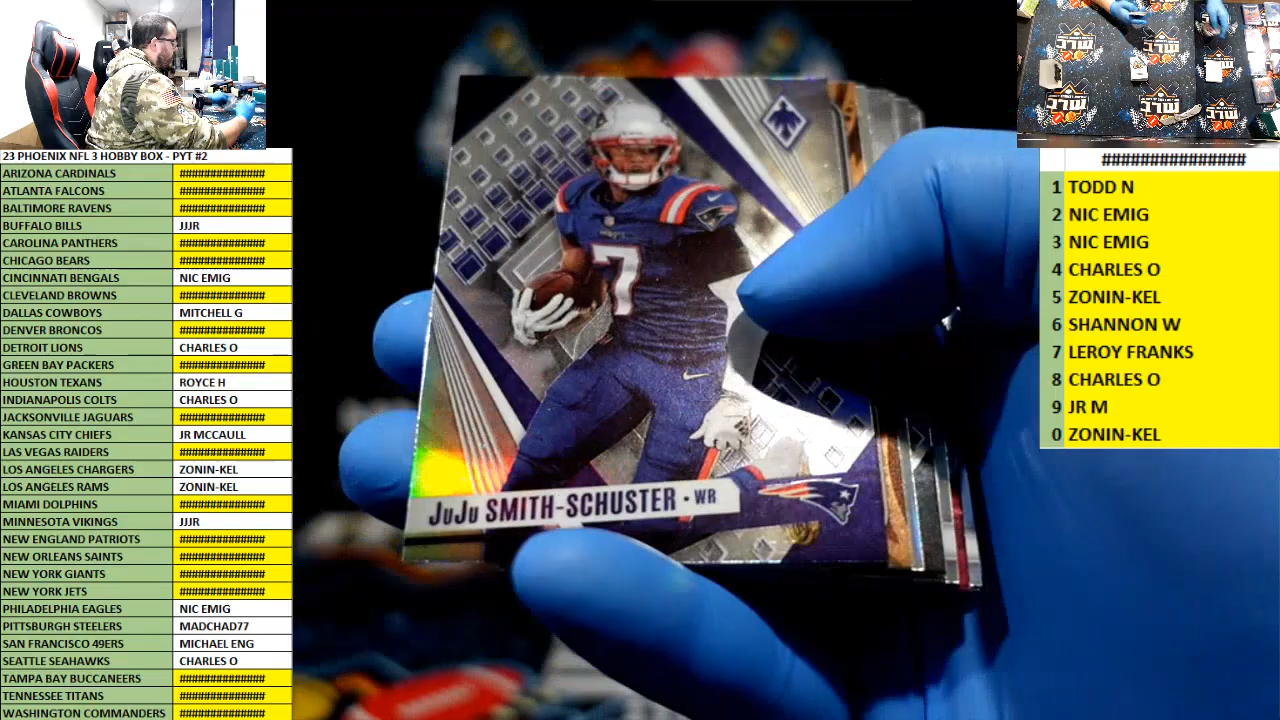 23 PHOENIX NFL 3 HOBBY BOX - PYT #2
ARIZONA CARDINALS ##############
ATLANTA FALCONS ##############
BALTIMORE RAVENS ##############
BUFFALO BILLS JJJR
CAROLINA PANTHERS ##############
CHICAGO BEARS ##############
CINCINNATI BENGALS NIC EMIG
CLEVELAND BROWNS ##############
DALLAS COWBOYS MITCHELL G
DENVER BRONCOS ##############
DETROIT LIONS CHARLES O
GREEN BAY PACKERS ##############
HOUSTON TEXANS ROYCE H
INDIANAPOLIS COLTS CHARLES O
JACKSONVILLE JAGUARS ##############
KANSAS CITY CHIEFS JR MCCAULL
LAS VEGAS RAIDERS ##############
LOS ANGELES CHARGERS ZONIN-KEL
LOS ANGELES RAMS ZONIN-KEL
MIAMI DOLPHINS ##############
MINNESOTA VIKINGS JJJR
NEW ENGLAND PATRIOTS ##############
NEW ORLEANS SAINTS ##############
NEW YORK GIANTS ##############
NEW YORK JETS ##############
PHILADELPHIA EAGLES NIC EMIG
PITTSBURGH STEELERS MADCHAD77
SAN FRANCISCO 49ERS MICHAEL ENG
SEATTLE SEAHAWKS CHARLES O
TAMPA BAY BUCCANEERS ##############
TENNESSEE TITANS ##############
WASHINGTON COMMANDERS ##############
7
JuJu SMITH-SCHUSTER • WR
###############
1 TODD N
2 NIC EMIG
3 NIC EMIG
4 CHARLES O
5 ZONIN-KEL
6 SHANNON W
7 LEROY FRANKS
8 CHARLES O
9 JR M
0 ZONIN-KEL